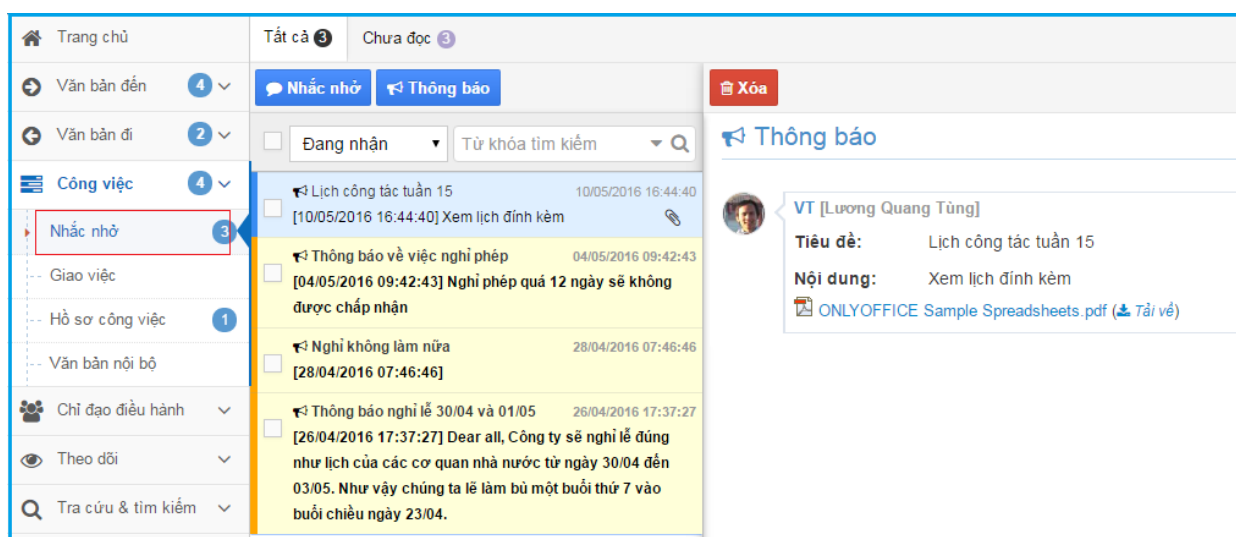 Trang chủ
Văn bản đến 4
Văn bản đi 2
Công việc 4
Nhắc nhở 3
Giao việc
Hồ sơ công việc 1
Văn bản nội bộ
Chỉ đạo điều hành
Theo dõi
Tra cứu & tìm kiếm
Tất cả 3 Chưa đọc 3
Nhắc nhở Thông báo
Đang nhận Từ khóa tìm kiếm
Lịch công tác tuần 15 10/05/2016 16:44:40
[10/05/2016 16:44:40] Xem lịch đính kèm
Thông báo về việc nghỉ phép 04/05/2016 09:42:43
[04/05/2016 09:42:43] Nghỉ phép quá 12 ngày sẽ không
được chấp nhận
Nghỉ không làm nữa 28/04/2016 07:46:46
[28/04/2016 07:46:46]
Thông báo nghỉ lễ 30/04 và 01/05 26/04/2016 17:37:27
[26/04/2016 17:37:27] Dear all, Công ty sẽ nghỉ lễ đúng
như lịch của các cơ quan nhà nước từ ngày 30/04 đến
03/05. Như vậy chúng ta lẽ làm bù một buổi thứ 7 vào
buổi chiều ngày 23/04.
Xóa
Thông báo
VT [Lương Quang Tùng]
Tiêu đề: Lịch công tác tuần 15
Nội dung: Xem lịch đính kèm
ONLYOFFICE Sample Spreadsheets.pdf (Tải về)